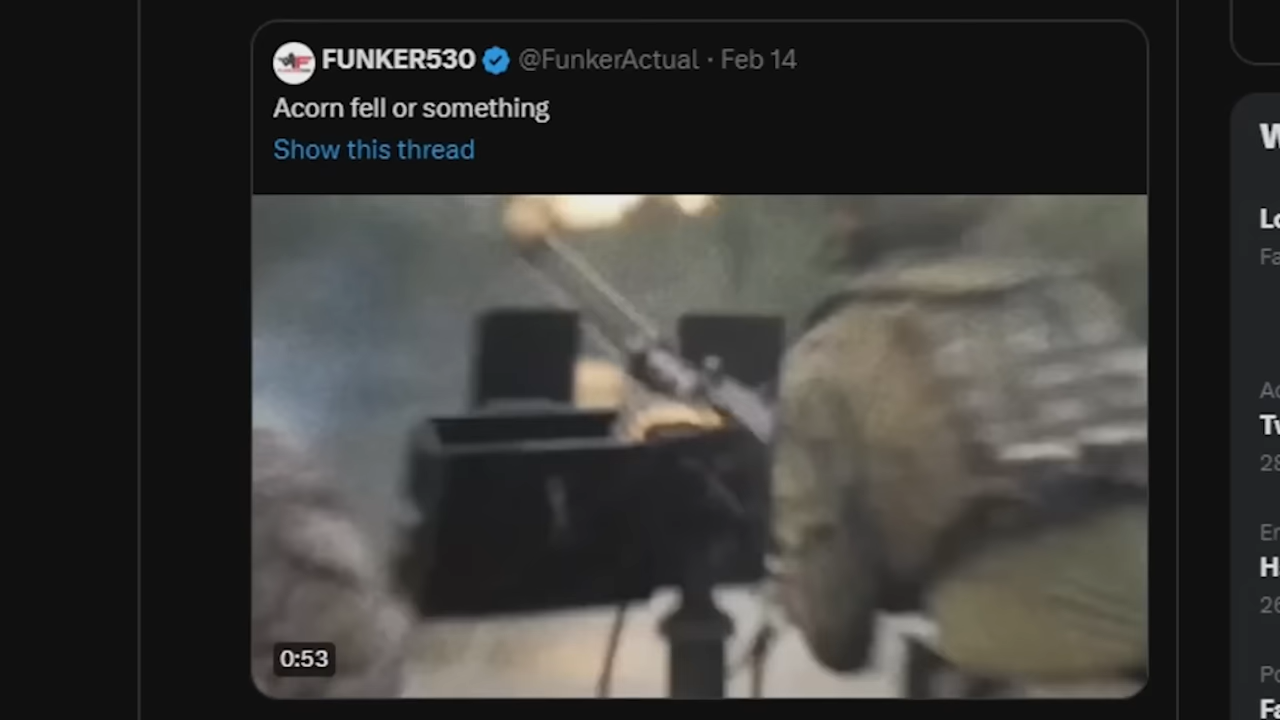 FUNKER530 @FunkerActual · Feb 14
Acorn fell or something
Show this thread
0:53